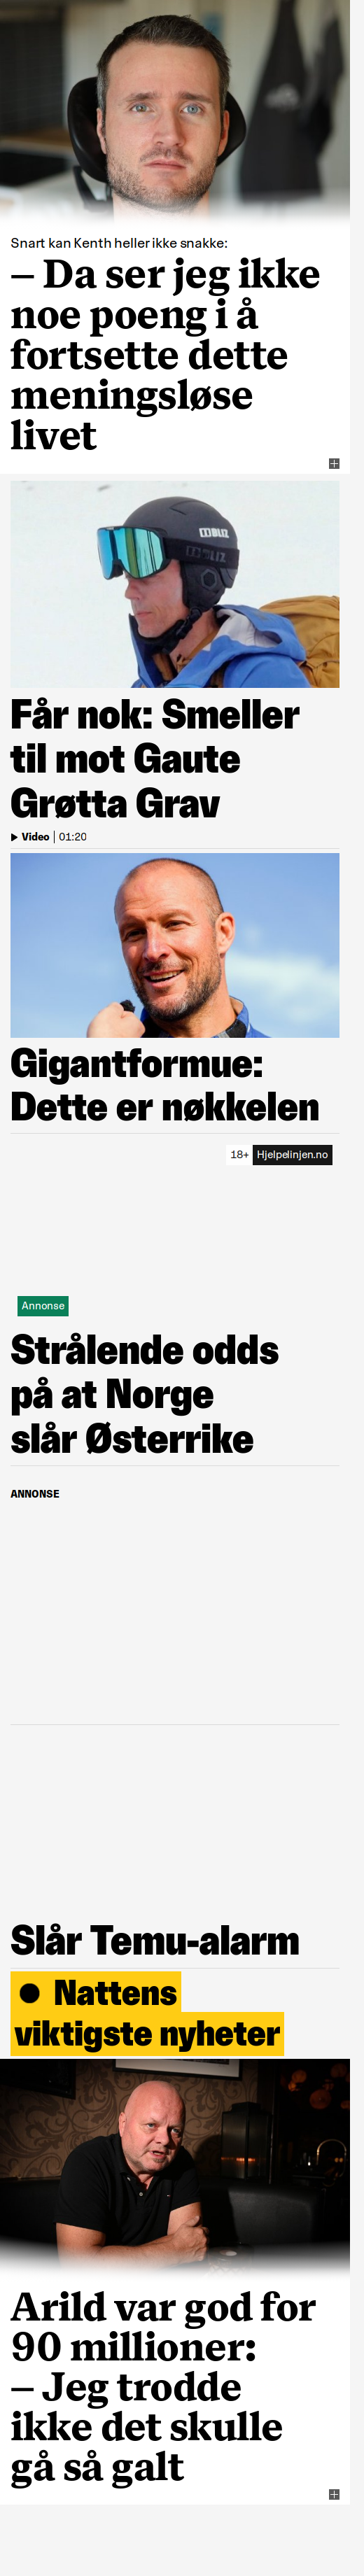 Snart kan Kenth heller ikke snakke:
– Da ser jeg ikke
noe poeng i å
fortsette dette
meningsløse
livet
BLIZ
BLIZ
Får nok: Smeller
til mot Gaute
Grøtta Grav
Video | 01:20
Gigantformue:
Dette er nøkkelen
18+ Hjelpelinjen.no
Annonse
Strålende odds
på at Norge
slår Østerrike
ANNONSE
Slår Temu-alarm
● Nattens
viktigste nyheter
Arild var god for
90 millioner:
– Jeg trodde
ikke det skulle
gå så galt